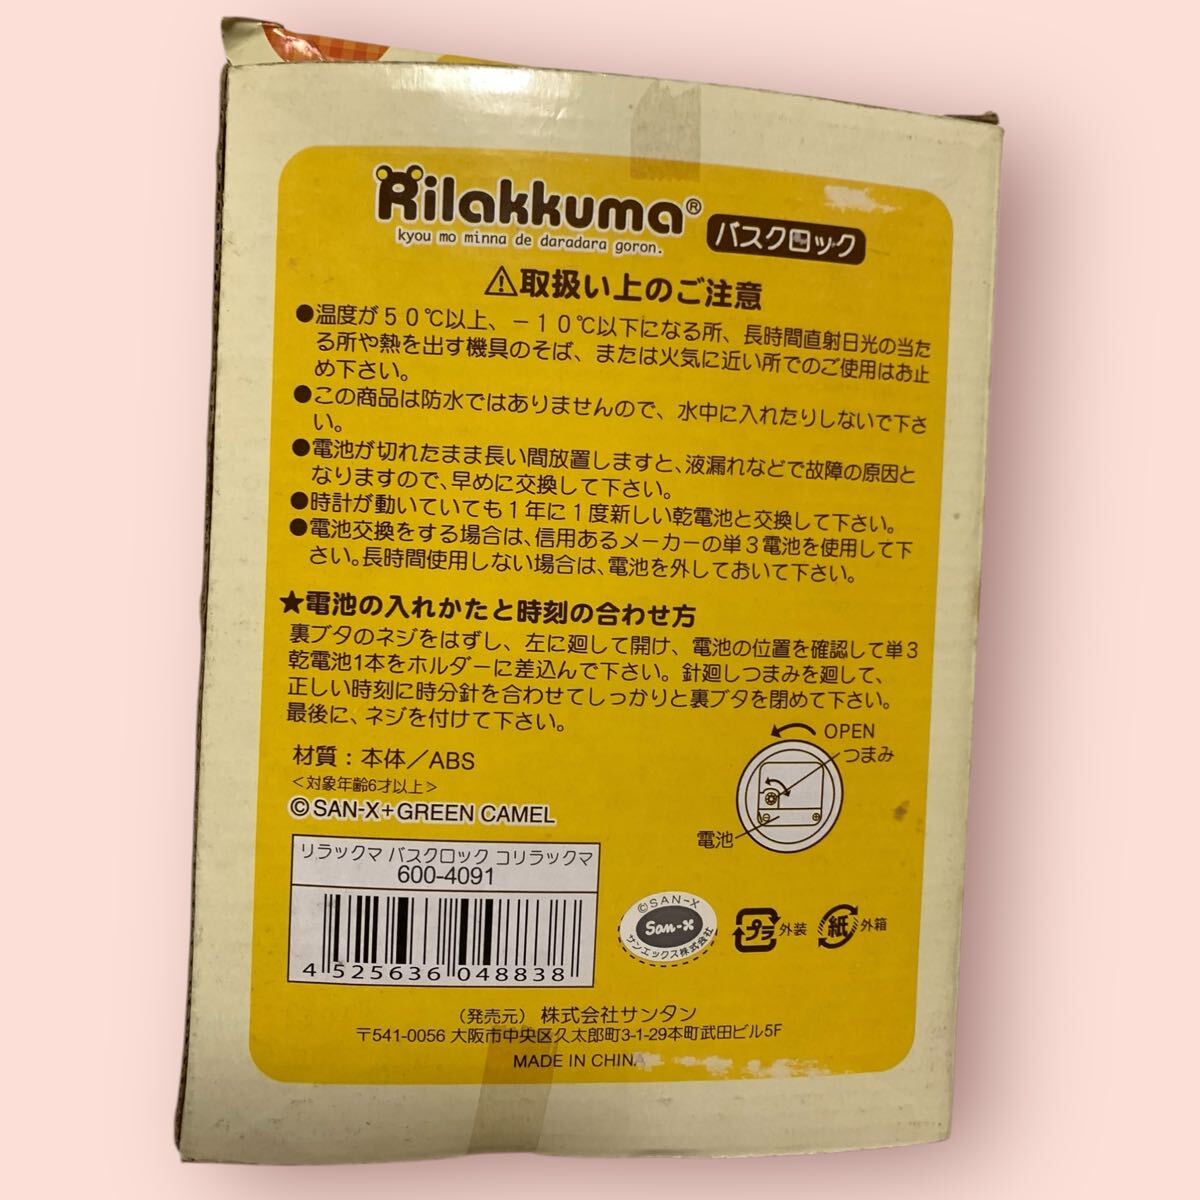 Rilakkuma®
kyou mo minna de daradara goron.
バスクロック
⚠取扱い上のご注意
●温度が50℃以上、-10℃以下になる所、長時間直射日光の当た
る所や熱を出す機具のそば、または火気に近い所でのご使用はお止
め下さい。
●この商品は防水ではありませんので、水中に入れたりしないで下さ
い。
●電池が切れたまま長い間放置しますと、液漏れなどで故障の原因と
なりますので、早めに交換して下さい。
●時計が動いていても1年に1度新しい乾電池と交換して下さい。
●電池交換をする場合は、信用あるメーカーの単3電池を使用して下
さい。長時間使用しない場合は、電池を外しておいて下さい。
★電池の入れかたと時刻の合わせ方
裏ブタのネジをはずし、左に廻して開け、電池の位置を確認して単3
乾電池1本をホルダーに差込んで下さい。針廻しつまみを廻して、
正しい時刻に時分針を合わせてしっかりと裏ブタを閉めて下さい。
最後に、ネジを付けて下さい。
OPEN
つまみ
電池
材質：本体／ABS
＜対象年齢6才以上＞
©SAN-X+GREEN CAMEL
リラックマ バスクロック コリラックマ
600-4091
4 525636 048838
©SAN-X
San-X
サンエックス株式会社
プラ 外装
紙 外箱
（発売元） 株式会社サンタン
〒541-0056 大阪市中央区久太郎町3-1-29本町武田ビル5F
MADE IN CHINA